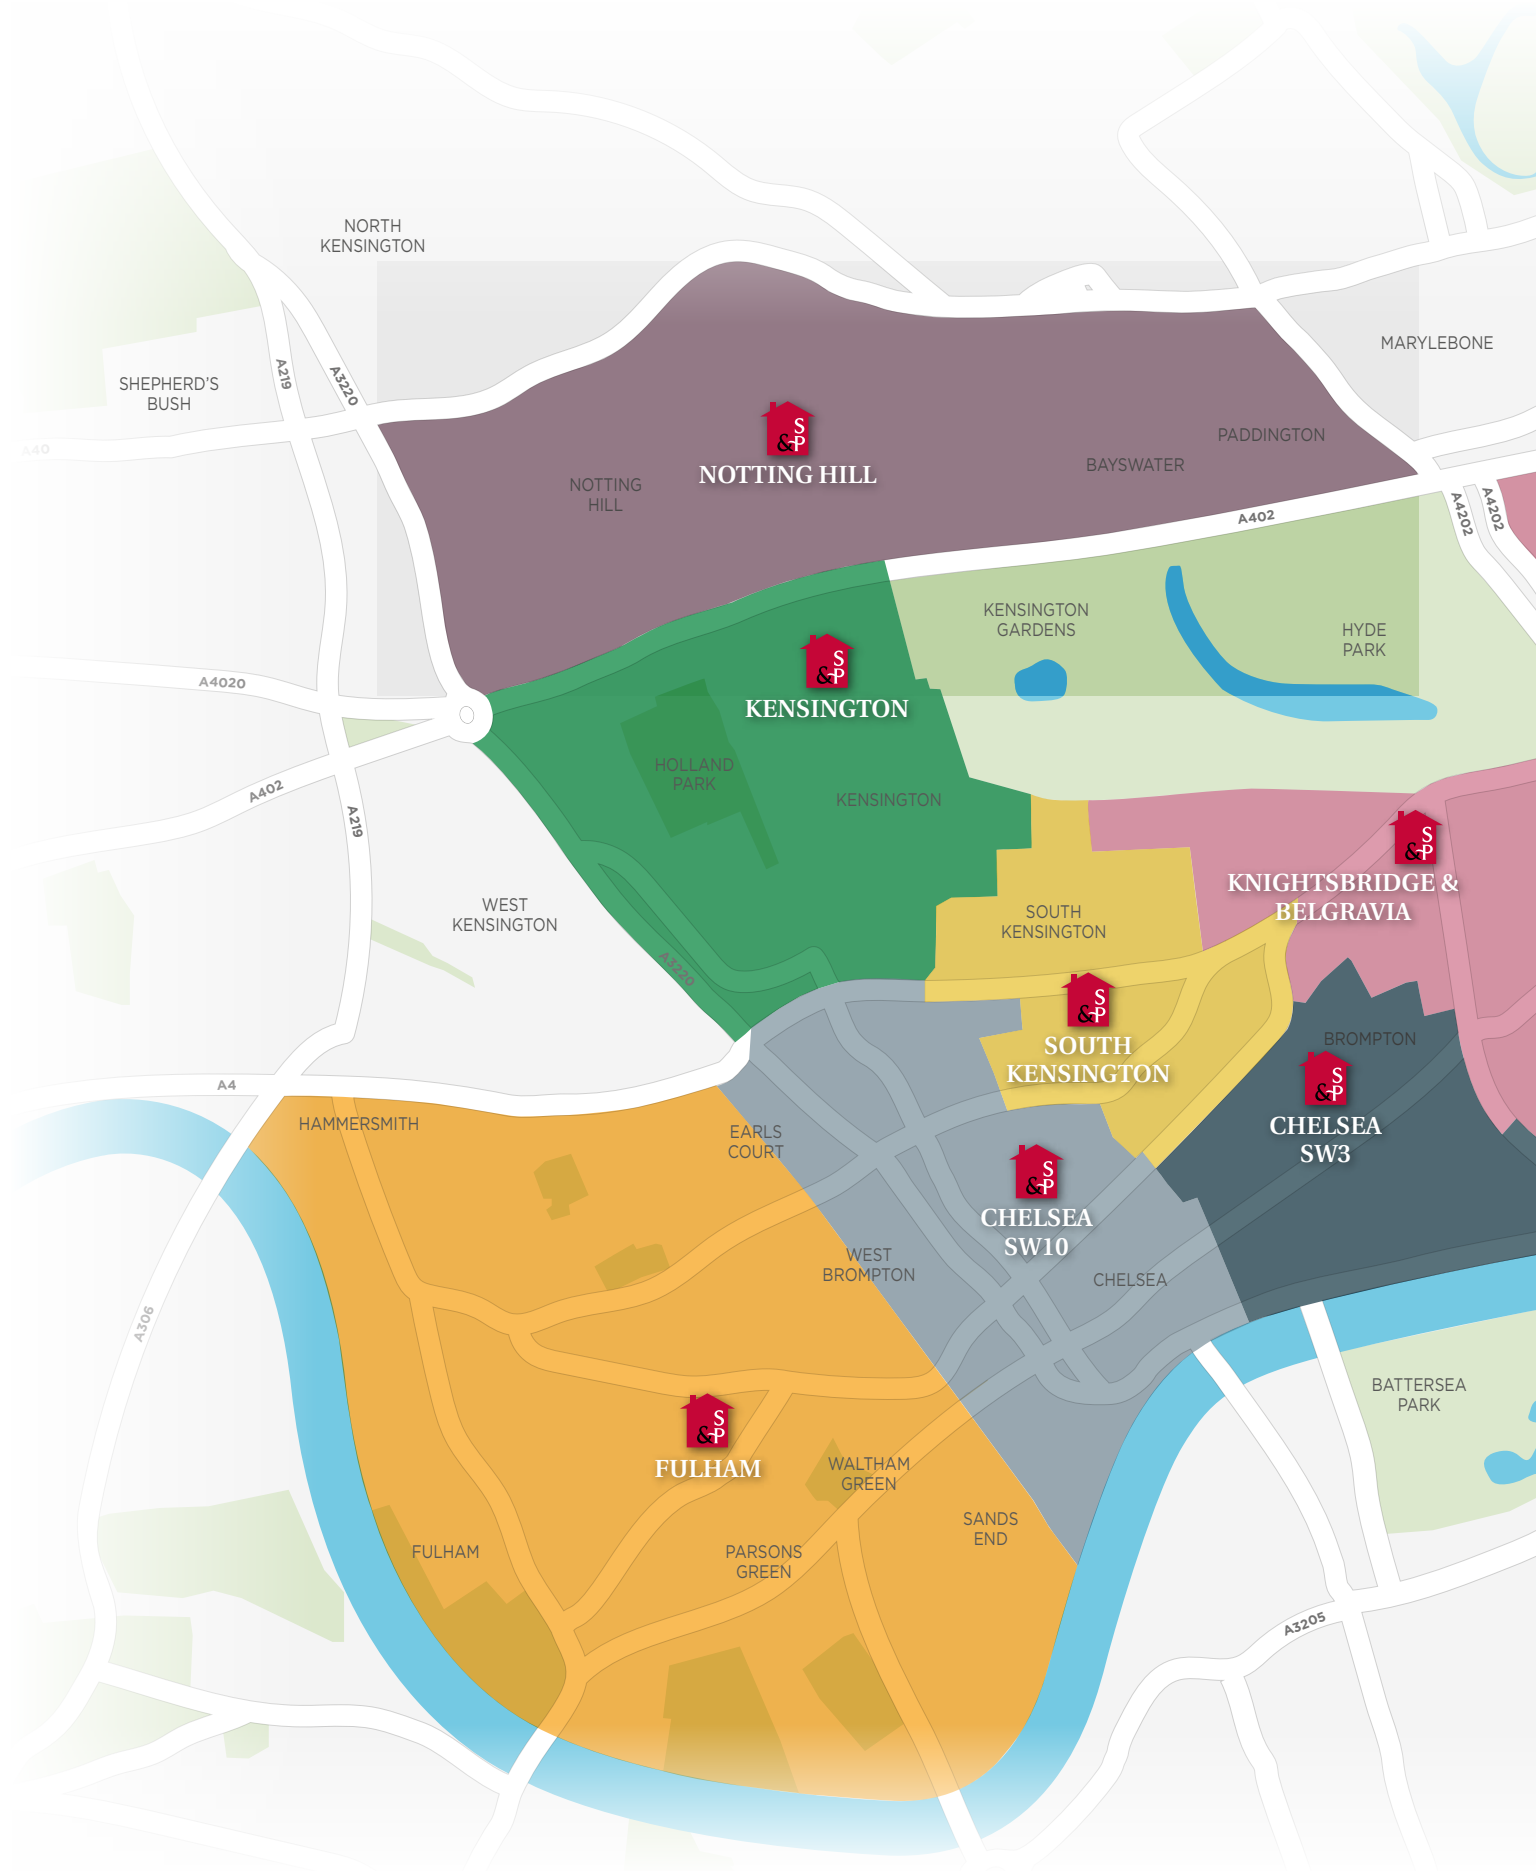 NORTH
KENSINGTON
MARYLEBONE
SHEPHERD'S
BUSH
A219
A3220
A40
S
&P
NOTTING HILL
PADDINGTON
BAYSWATER
NOTTING
HILL
A402
A4202
A4202
KENSINGTON
GARDENS
HYDE
PARK
S
&P
KENSINGTON
A4020
HOLLAND
PARK
KENSINGTON
A402
A219
S
&P
KNIGHTSBRIDGE &
BELGRAVIA
WEST
KENSINGTON
SOUTH
KENSINGTON
A3220
S
&P
SOUTH
KENSINGTON
BROMPTON
S
&P
CHELSEA
SW3
A4
HAMMERSMITH
EARLS
COURT
S
&P
CHELSEA
SW10
WEST
BROMPTON
CHELSEA
A306
BATTERSEA
PARK
S
&P
FULHAM
WALTHAM
GREEN
SANDS
END
FULHAM
PARSONS
GREEN
A3205